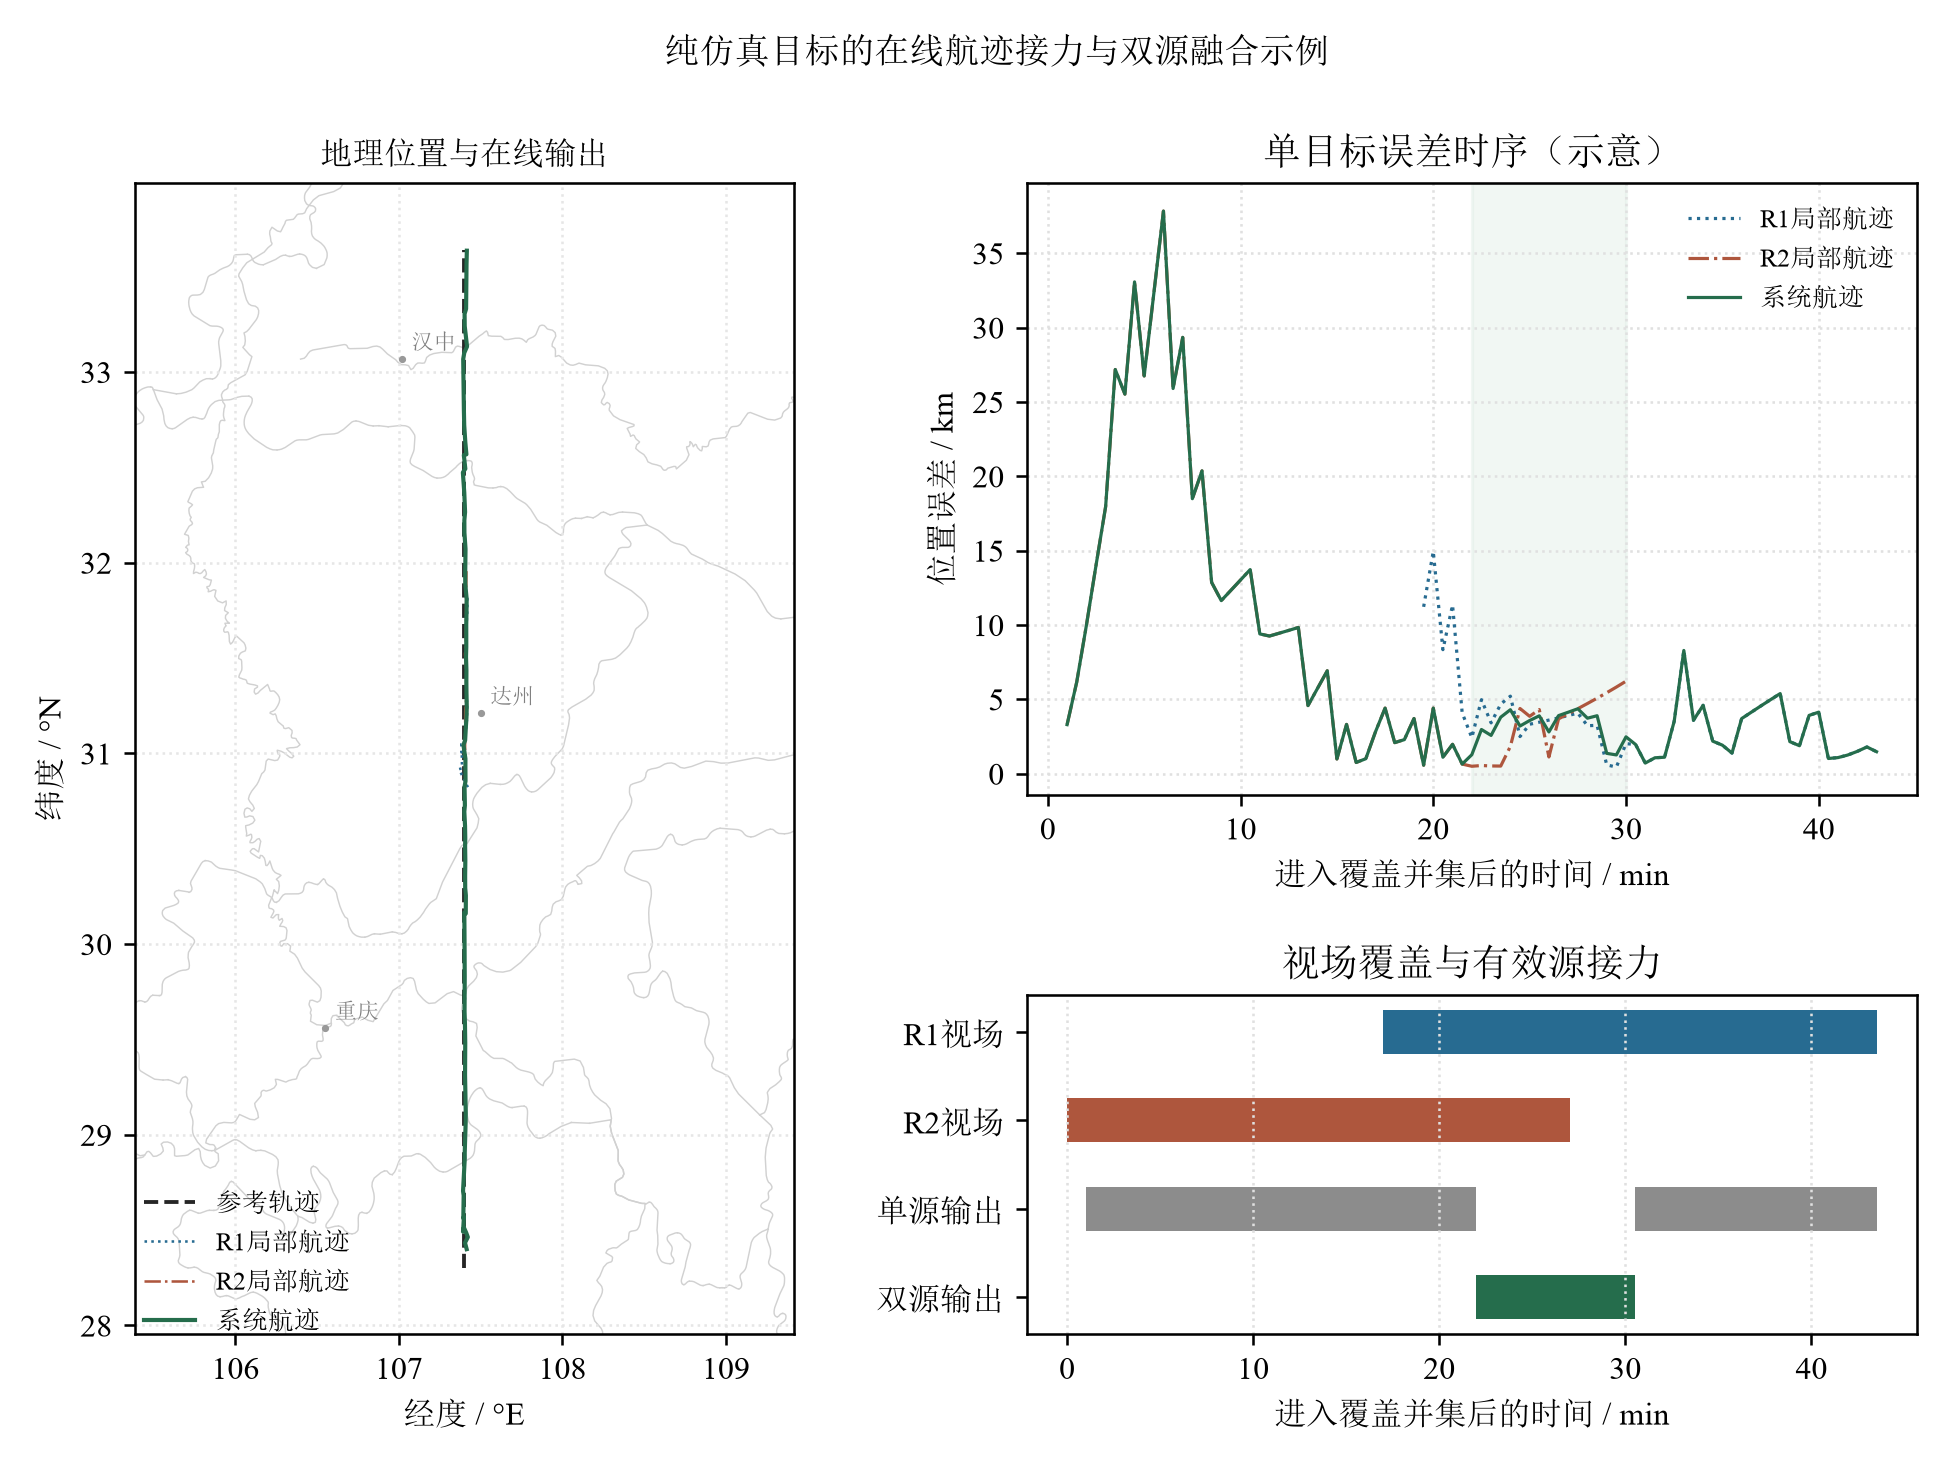 纯仿真目标的在线航迹接力与双源融合示例
地理位置与在线输出
纬度 / °N
33
32
31
30
29
28
汉中
达州
重庆
参考轨迹
R1局部航迹
R2局部航迹
系统航迹
106 107 108 109
经度 / °E
单目标误差时序（示意）
位置误差 / km
35
30
25
20
15
10
5
0
R1局部航迹
R2局部航迹
系统航迹
0 10 20 30 40
进入覆盖并集后的时间 / min
视场覆盖与有效源接力
R1视场
R2视场
单源输出
双源输出
0 10 20 30 40
进入覆盖并集后的时间 / min